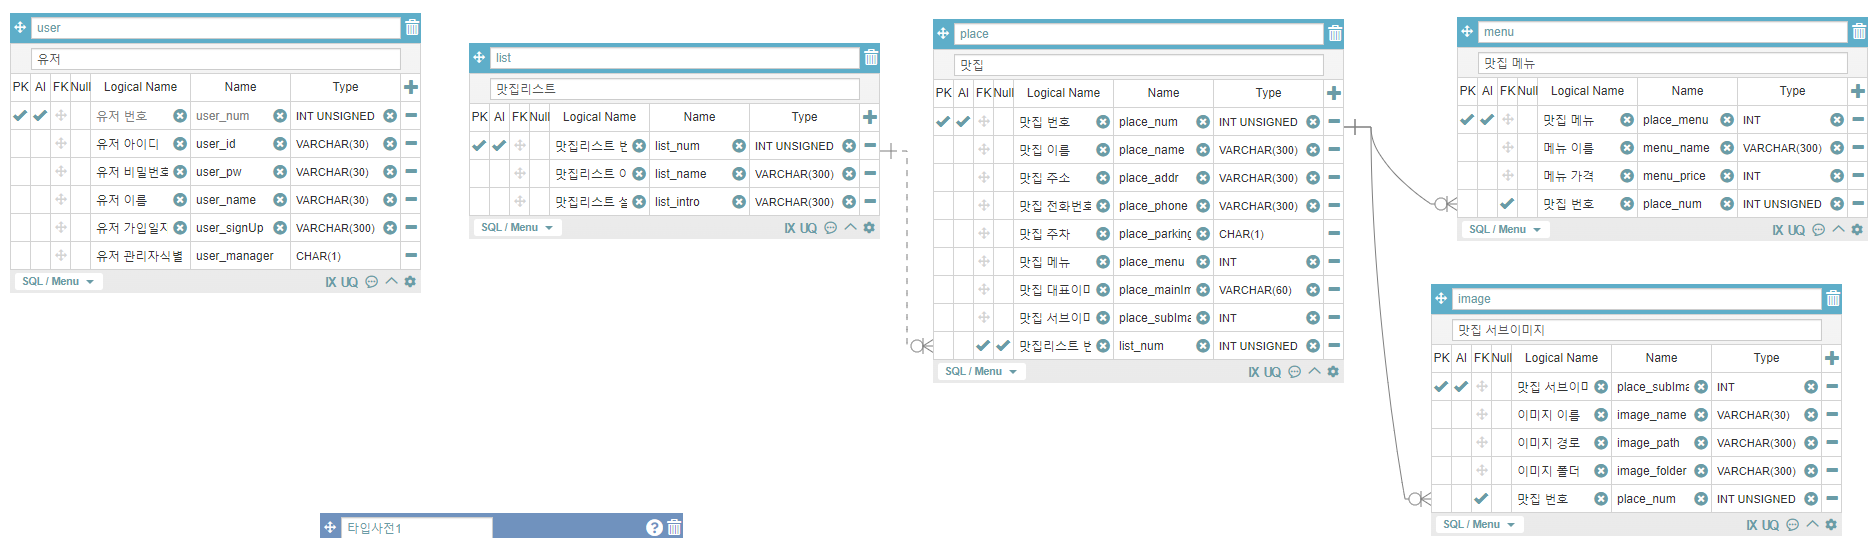 user
유저
PK AI FK Null Logical Name Name Type
유저 번호 user_num INT UNSIGNED
유저 아이디 user_id VARCHAR(30)
유저 비밀번호 user_pw VARCHAR(30)
유저 이름 user_name VARCHAR(30)
유저 가입일자 user_signUp VARCHAR(300)
유저 관리자식별 user_manager CHAR(1)
SQL / Menu IX UQ
list
맛집리스트
PK AI FK Null Logical Name Name Type
맛집리스트 번 list_num INT UNSIGNED
맛집리스트 이 list_name VARCHAR(300)
맛집리스트 설 list_intro VARCHAR(300)
SQL / Menu IX UQ
place
맛집
PK AI FK Null Logical Name Name Type
맛집 번호 place_num INT UNSIGNED
맛집 이름 place_name VARCHAR(300)
맛집 주소 place_addr VARCHAR(300)
맛집 전화번호 place_phone VARCHAR(300)
맛집 주차 place_parking CHAR(1)
맛집 메뉴 place_menu INT
맛집 대표이미 place_mainIm VARCHAR(60)
맛집 서브이미 place_subIma INT
맛집리스트 번 list_num INT UNSIGNED
SQL / Menu IX UQ
menu
맛집 메뉴
PK AI FK Null Logical Name Name Type
맛집 메뉴 place_menu INT
메뉴 이름 menu_name VARCHAR(300)
메뉴 가격 menu_price INT
맛집 번호 place_num INT UNSIGNED
SQL / Menu IX UQ
image
맛집 서브이미지
PK AI FK Null Logical Name Name Type
맛집 서브이미 place_subIma INT
이미지 이름 image_name VARCHAR(30)
이미지 경로 image_path VARCHAR(300)
이미지 폴더 image_folder VARCHAR(300)
맛집 번호 place_num INT UNSIGNED
SQL / Menu IX UQ
타입사전1